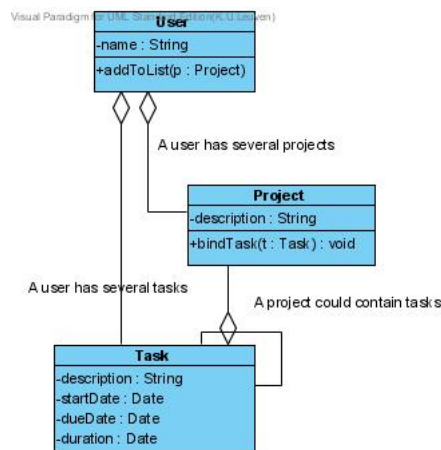 Visual Paradigm for UML Standard Edition(K.U.Leuven)
User
-name : String
+addToList(p : Project)
A user has several projects
Project
-description : String
+bindTask(t : Task) : void
A user has several tasks
A project could contain tasks
Task
-description : String
-startDate : Date
-dueDate : Date
-duration : Date